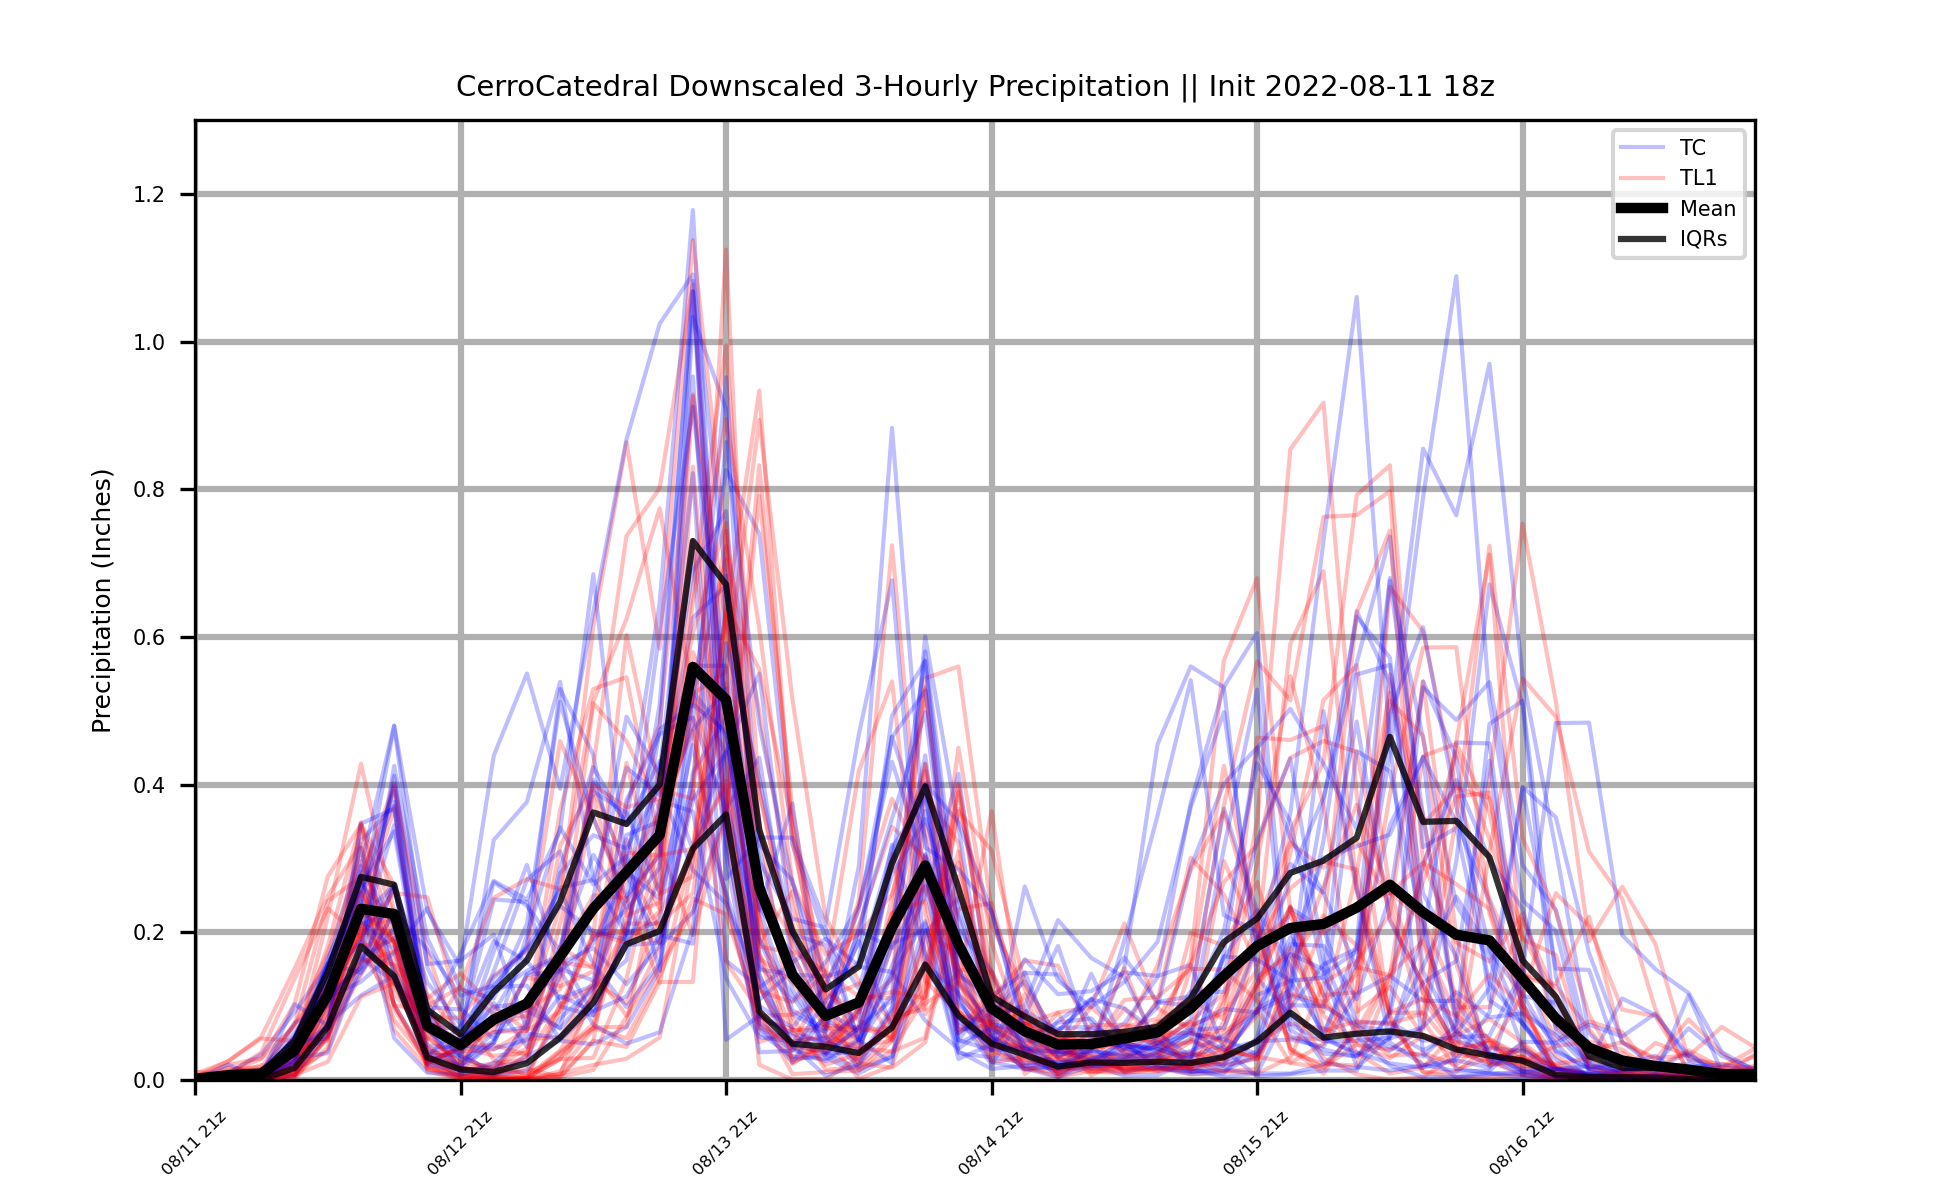 CerroCatedral Downscaled 3-Hourly Precipitation || Init 2022-08-11 18z
TC
TL1
Mean
IQRs
Precipitation (Inches)
1.2
1.0
0.8
0.6
0.4
0.2
0.0
08/11 21z
08/12 21z
08/13 21z
08/14 21z
08/15 21z
08/16 21z